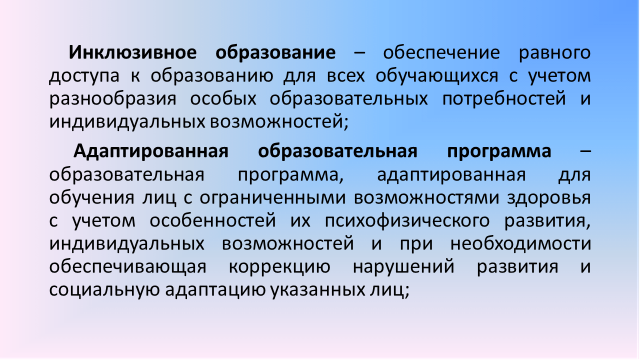 Инклюзивное образование – обеспечение равного
доступа к образованию для всех обучающихся с учетом
разнообразия особых образовательных потребностей и
индивидуальных возможностей;
Адаптированная образовательная программа –
образовательная программа, адаптированная для
обучения лиц с ограниченными возможностями здоровья
с учетом особенностей их психофизического развития,
индивидуальных возможностей и при необходимости
обеспечивающая коррекцию нарушений развития и
социальную адаптацию указанных лиц;